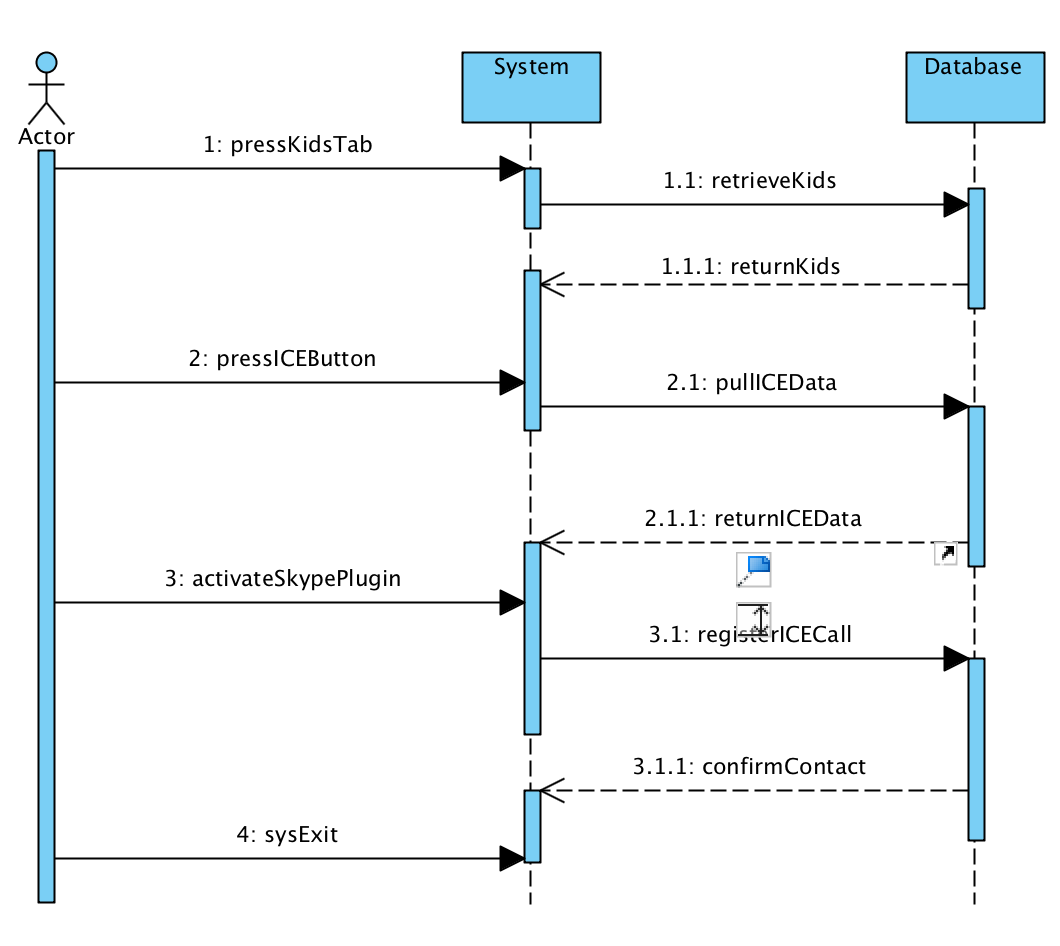 System
Database
Actor
1: pressKidsTab
1.1: retrieveKids
1.1.1: returnKids
2: pressICEButton
2.1: pullICEData
2.1.1: returnICEData
3: activateSkypePlugin
3.1: registerICECall
3.1.1: confirmContact
4: sysExit